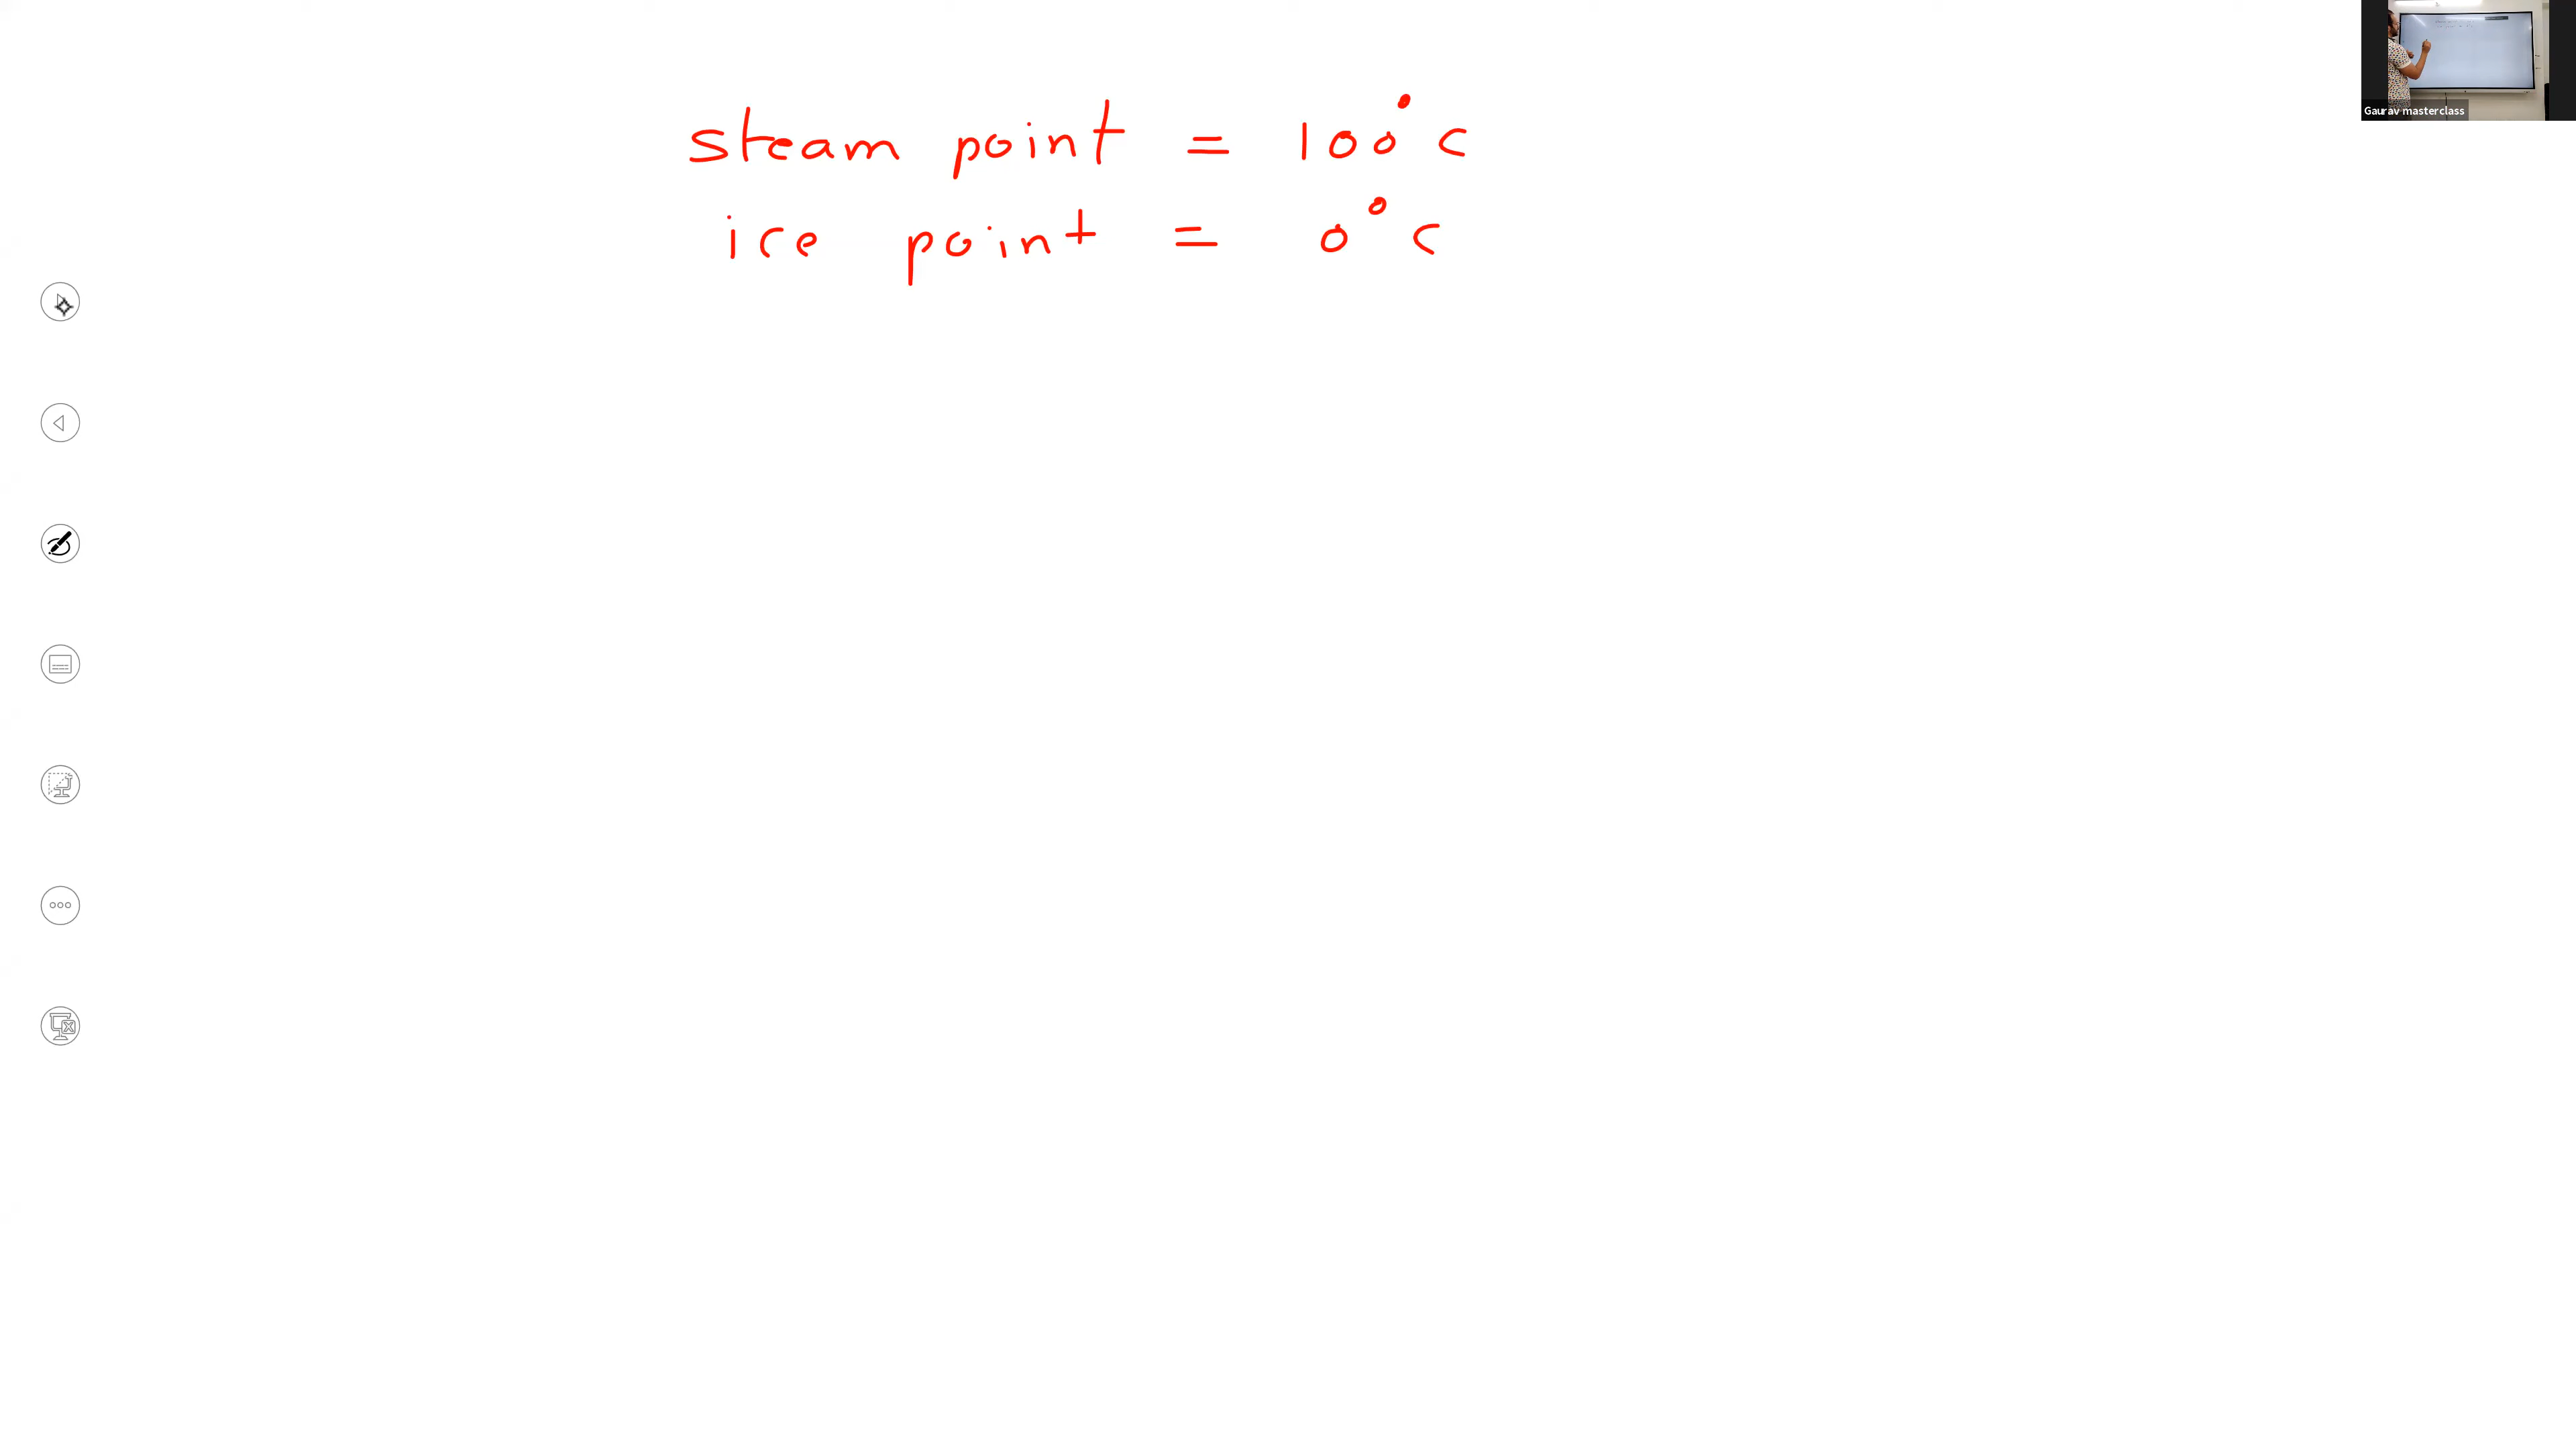 steam point = 100° c
ice point = 0° c
Gaurav masterclass